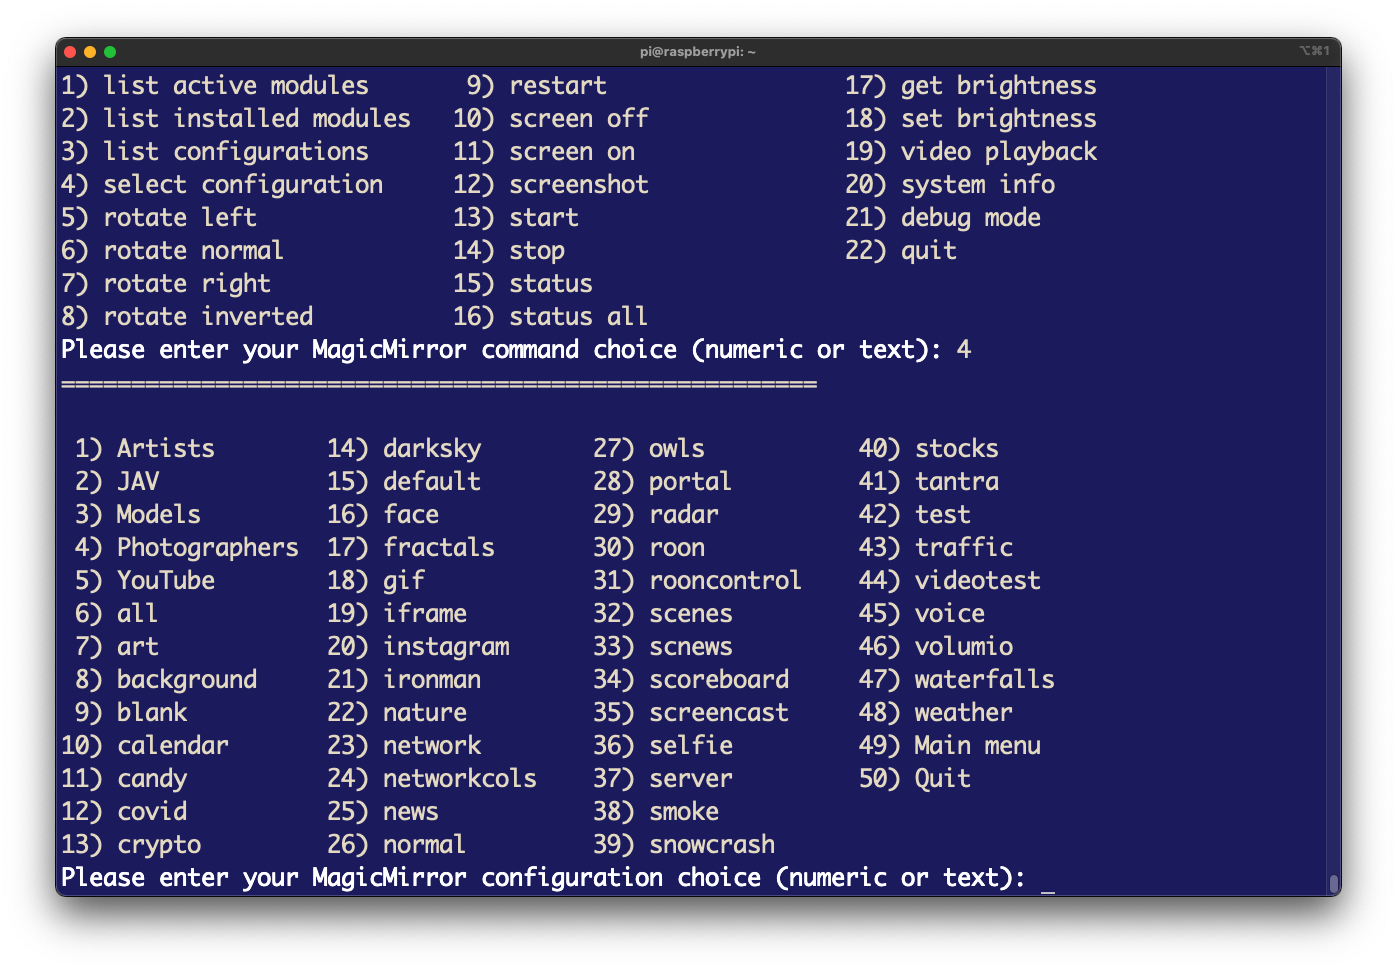 pi@raspberrypi: ~ ⌥⌘1
1) list active modules 9) restart 17) get brightness
2) list installed modules 10) screen off 18) set brightness
3) list configurations 11) screen on 19) video playback
4) select configuration 12) screenshot 20) system info
5) rotate left 13) start 21) debug mode
6) rotate normal 14) stop 22) quit
7) rotate right 15) status
8) rotate inverted 16) status all
Please enter your MagicMirror command choice (numeric or text): 4
======================================================
1) Artists 14) darksky 27) owls 40) stocks
2) JAV 15) default 28) portal 41) tantra
3) Models 16) face 29) radar 42) test
4) Photographers 17) fractals 30) roon 43) traffic
5) YouTube 18) gif 31) rooncontrol 44) videotest
6) all 19) iframe 32) scenes 45) voice
7) art 20) instagram 33) scnews 46) volumio
8) background 21) ironman 34) scoreboard 47) waterfalls
9) blank 22) nature 35) screencast 48) weather
10) calendar 23) network 36) selfie 49) Main menu
11) candy 24) networkcols 37) server 50) Quit
12) covid 25) news 38) smoke
13) crypto 26) normal 39) snowcrash
Please enter your MagicMirror configuration choice (numeric or text): _